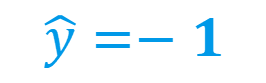 ŷ =− 1